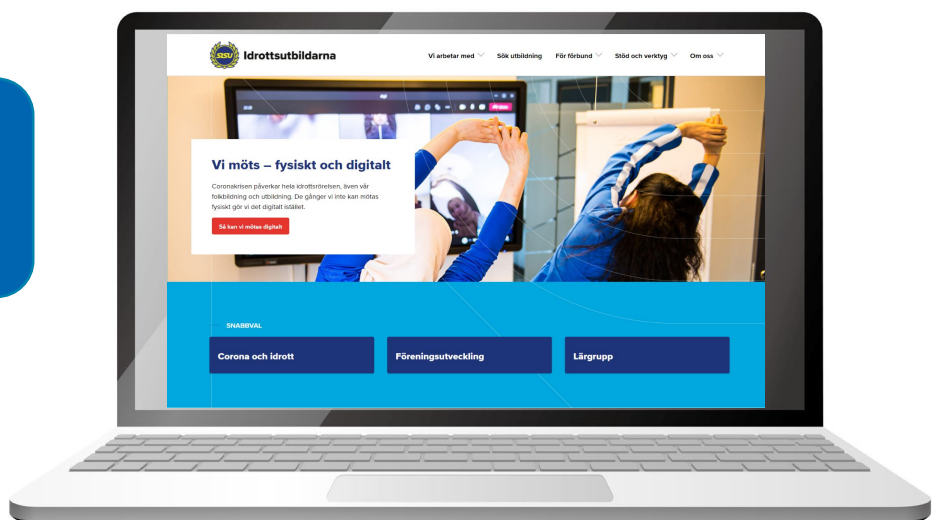 SISU
Idrottsutbildarna
Vi arbetar med
Sök utbildning
För förbund
Stöd och verktyg
Om oss
Vi möts – fysiskt och digitalt
Coronakrisen påverkar hela idrottsrörelsen, även vår
folkbildning och utbildning. De gånger vi inte kan mötas
fysiskt gör vi det digitalt istället.
Så kan vi mötas digitalt
SNABBVAL
Corona och idrott
Föreningsutveckling
Lärgrupp